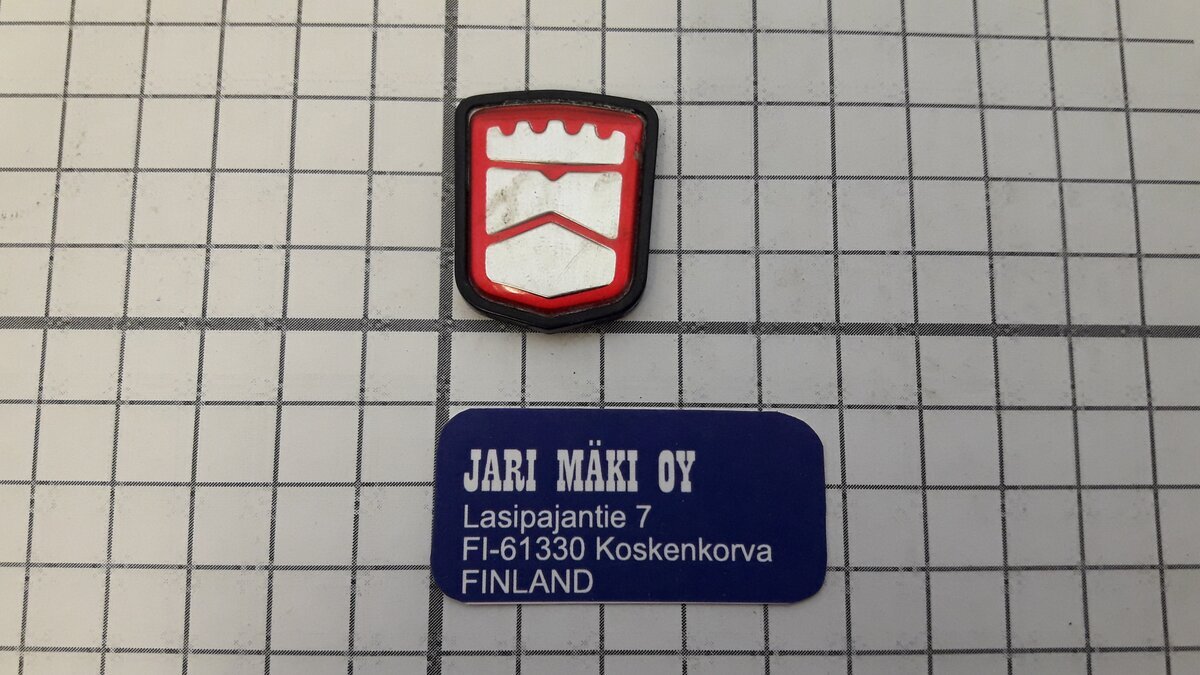 JARI MÄKI OY
Lasipajantie 7
FI-61330 Koskenkorva
FINLAND